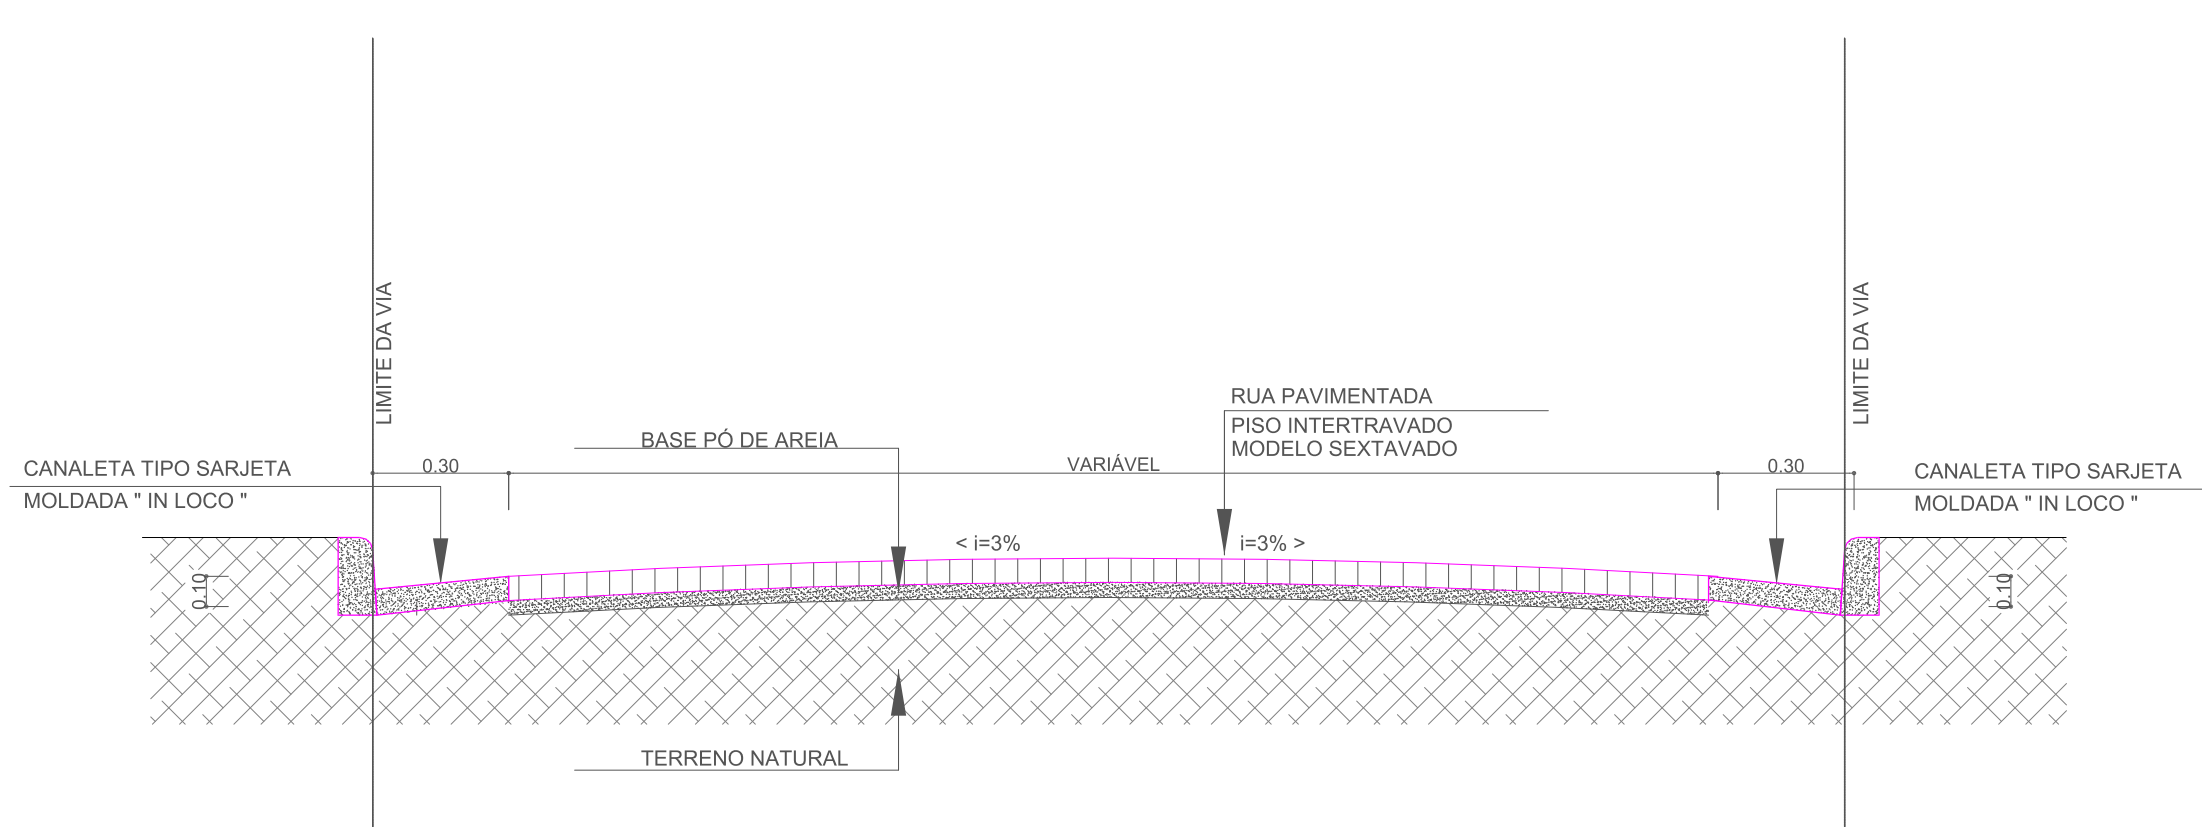 LIMITE DA VIA
LIMITE DA VIA
RUA PAVIMENTADA
PISO INTERTRAVADO
MODELO SEXTAVADO
BASE PÓ DE AREIA
CANALETA TIPO SARJETA
MOLDADA " IN LOCO "
0.30
VARIÁVEL
0.30
CANALETA TIPO SARJETA
MOLDADA " IN LOCO "
< i=3%
i=3% >
0.10
0.10
TERRENO NATURAL